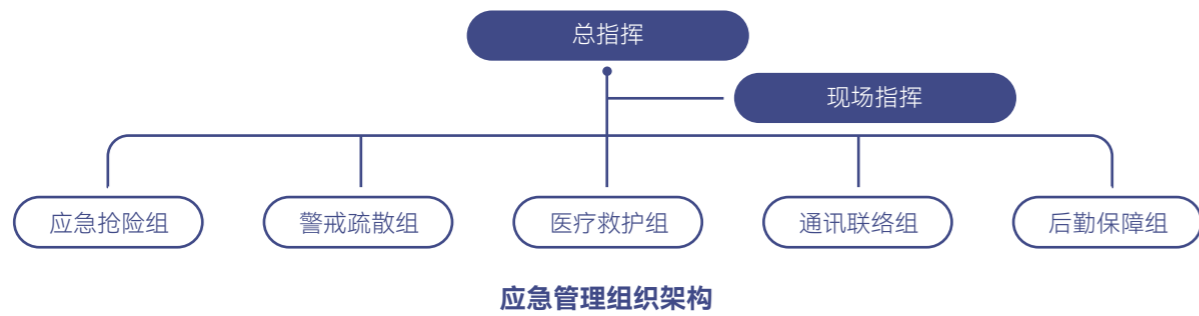 总指挥
现场指挥
应急抢险组
警戒疏散组
医疗救护组
通讯联络组
后勤保障组
应急管理组织架构